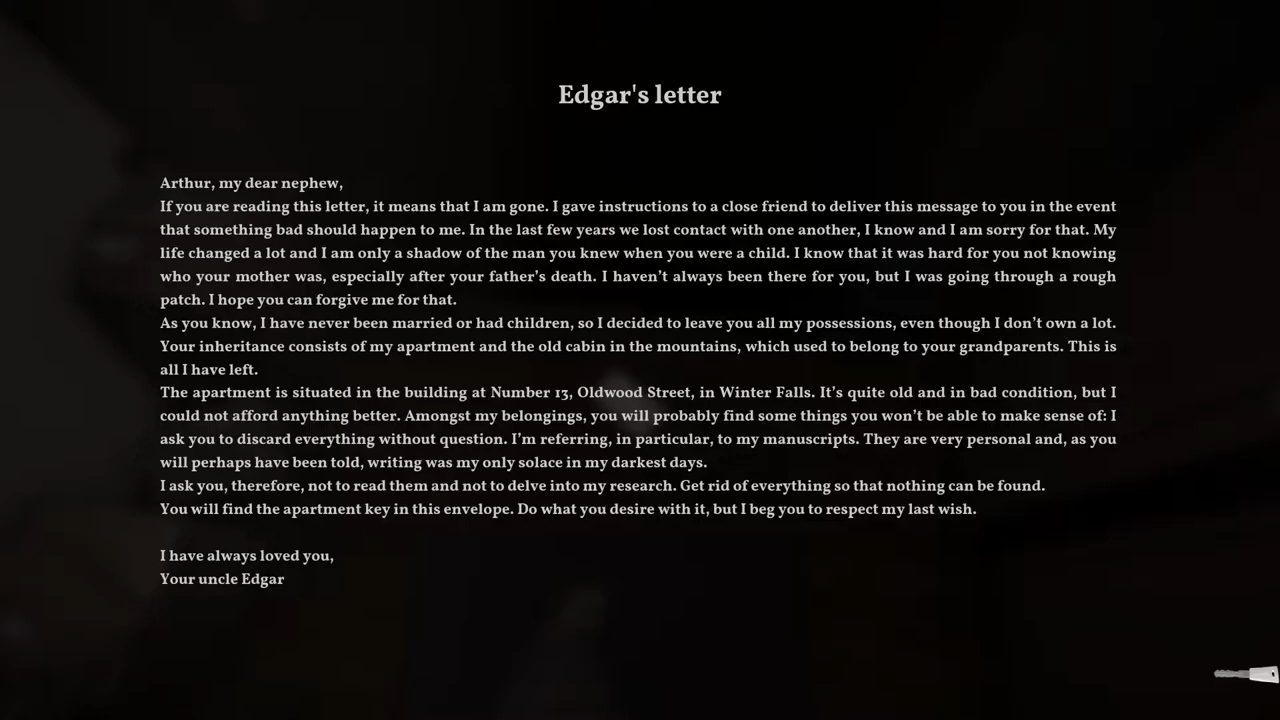 Edgar's letter
Arthur, my dear nephew,
If you are reading this letter, it means that I am gone. I gave instructions to a close friend to deliver this message to you in the event
that something bad should happen to me. In the last few years we lost contact with one another, I know and I am sorry for that. My
life changed a lot and I am only a shadow of the man you knew when you were a child. I know that it was hard for you not knowing
who your mother was, especially after your father's death. I haven't always been there for you, but I was going through a rough
patch. I hope you can forgive me for that.
As you know, I have never been married or had children, so I decided to leave you all my possessions, even though I don't own a lot.
Your inheritance consists of my apartment and the old cabin in the mountains, which used to belong to your grandparents. This is
all I have left.
The apartment is situated in the building at Number 13, Oldwood Street, in Winter Falls. It's quite old and in bad condition, but I
could not afford anything better. Amongst my belongings, you will probably find some things you won't be able to make sense of: I
ask you to discard everything without question. I'm referring, in particular, to my manuscripts. They are very personal and, as you
will perhaps have been told, writing was my only solace in my darkest days.
I ask you, therefore, not to read them and not to delve into my research. Get rid of everything so that nothing can be found.
You will find the apartment key in this envelope. Do what you desire with it, but I beg you to respect my last wish.
I have always loved you,
Your uncle Edgar